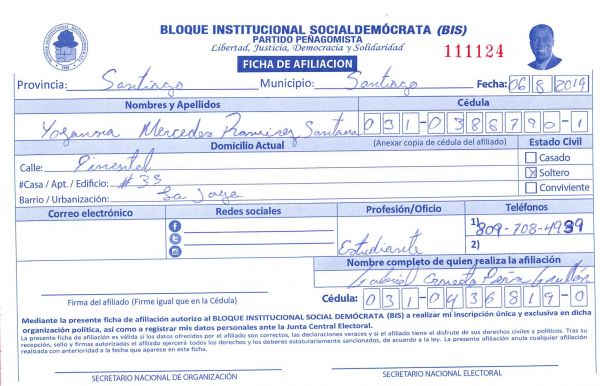 BLOQUE INSTITUCIONAL SOCIALDEMÓCRATA (BIS)
PARTIDO PEÑAGOMISTA
Libertad, Justicia, Democracia y Solidaridad
111124
FICHA DE AFILIACION
Provincia: Santiago Municipio: Santiago Fecha: 06 8 2019
Nombres y Apellidos Cédula
Mercedes Ramirez Santana 031-0386790-1
Domicilio Actual (Anexar copia de cédula del afiliado) Estado Civil
Calle: Pimentel Casado
#Casa / Apt. / Edificio: #33 X Soltero
Barrio / Urbanización: La Joya Conviviente
Correo electrónico Redes sociales Profesión/Oficio Teléfonos
1) 809-708-4939
Estudiante 2)
Nombre completo de quien realiza la afiliación
Gabriel Ernesto Peña
Firma del afiliado (Firme igual que en la Cédula) Cédula: 031-0436819-0
Mediante la presente ficha de afiliación autorizo al BLOQUE INSTITUCIONAL SOCIAL DEMÓCRATA (BIS) a realizar mi inscripción única y exclusiva en dicha
organización política, así como a registrar mis datos personales ante la Junta Central Electoral.
La presente ficha de afiliación es válida si los datos ofrecidos por el afiliado son correctos, las declaraciones veraces y si el afiliado tiene el disfrute de sus derechos civiles y políticos. Tras su
recepción, sello y firmas autorizadas el afiliado ejercerá todos los derechos y los deberes estatutariamente sancionados, de acuerdo a la ley. La presente afiliación anula cualquier afiliación
realizada con anterioridad a la fecha que aparece en esta ficha.
SECRETARIO NACIONAL DE ORGANIZACIÓN SECRETARIO NACIONAL ELECTORAL